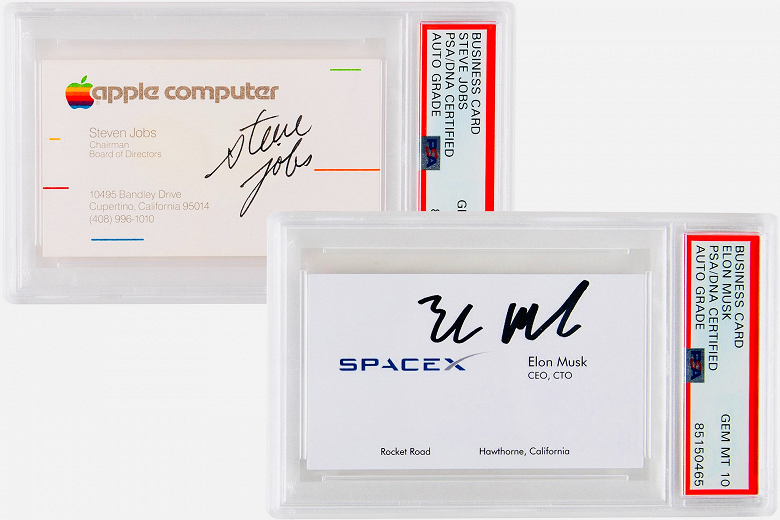 apple computer
Steven Jobs
Chairman
Board of Directors
steve
jobs
10495 Bandley Drive
Cupertino, California 95014
(408) 996-1010
BUSINESS CARD
STEVE JOBS
PSA/DNA CERTIFIED
AUTO GRADE
PSA
SPACEX
Elon Musk
CEO, CTO
Rocket Road
Hawthorne, California
BUSINESS CARD
ELON MUSK
PSA/DNA CERTIFIED
AUTO GRADE
PSA
GEM MT 10
85150465